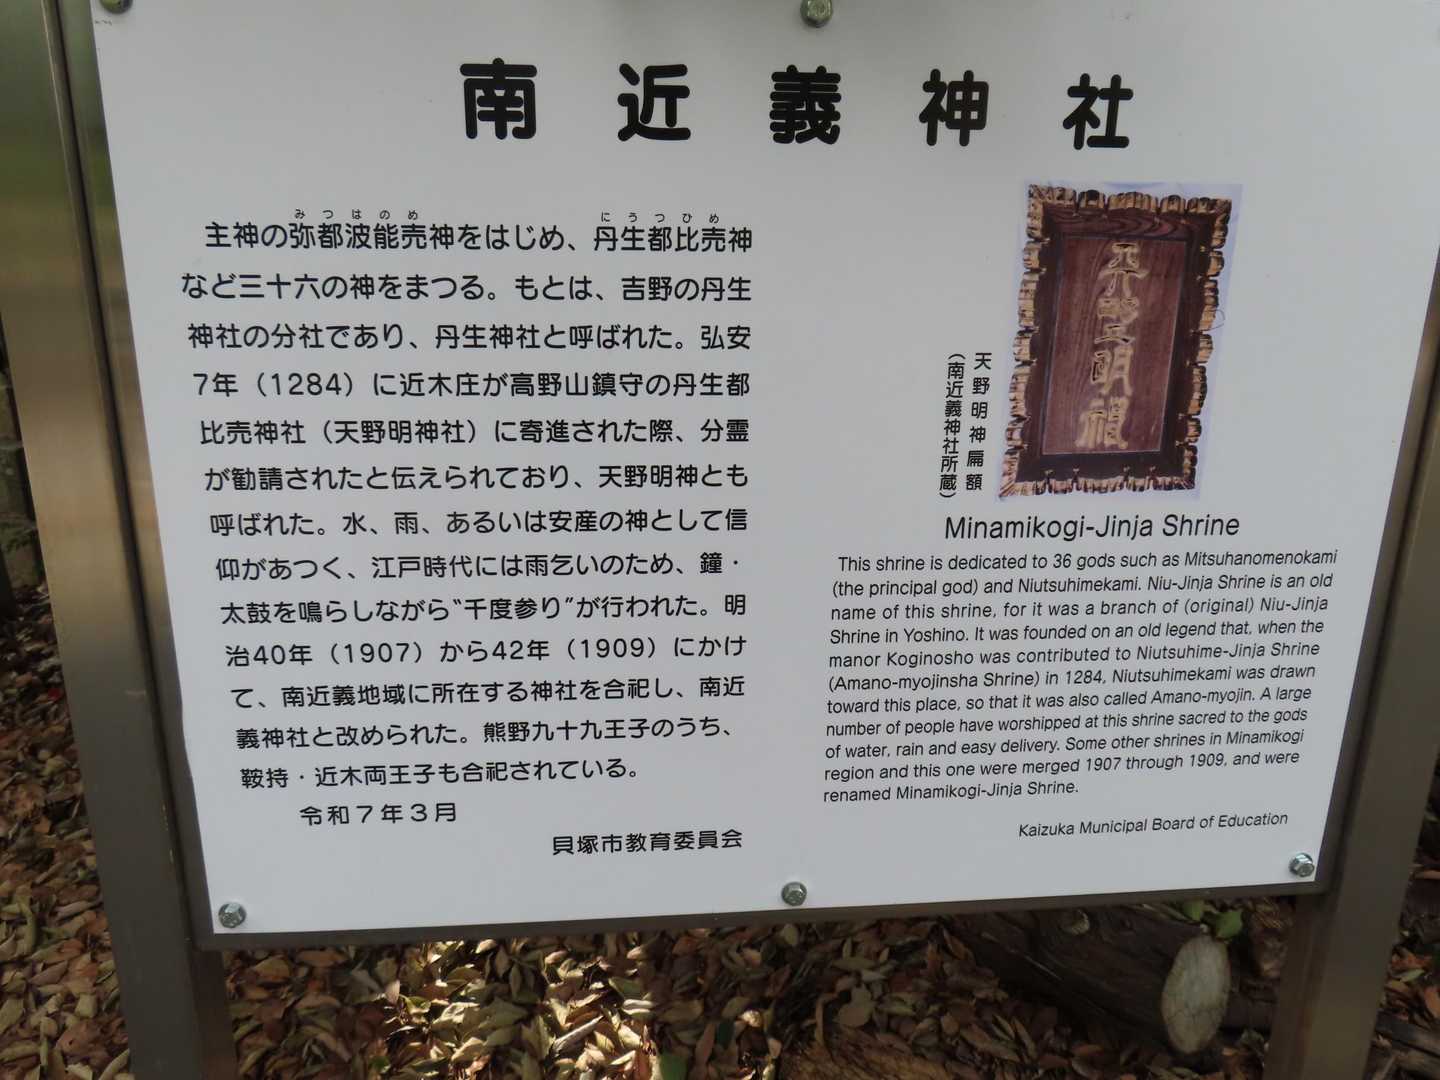 南近義神社
みつはのめ
にうつひめ
主神の弥都波能売神をはじめ、丹生都比売神
など三十六の神をまつる。もとは、吉野の丹生
神社の分社であり、丹生神社と呼ばれた。弘安
7年（1284）に近木庄が高野山鎮守の丹生都
比売神社（天野明神社）に寄進された際、分霊
が勧請されたと伝えられており、天野明神とも
呼ばれた。水、雨、あるいは安産の神として信
仰があつく、江戸時代には雨乞いのため、鐘・
太鼓を鳴らしながら〝千度参り〟が行われた。明
治40年（1907）から42年（1909）にかけ
て、南近義地域に所在する神社を合祀し、南近
義神社と改められた。熊野九十九王子のうち、
鞍持・近木両王子も合祀されている。
令和７年３月
貝塚市教育委員会
天野明神扁額
（南近義神社所蔵）
Minamikogi-Jinja Shrine
This shrine is dedicated to 36 gods such as Mitsuhanomenokami
(the principal god) and Niutsuhimekami. Niu-Jinja Shrine is an old
name of this shrine, for it was a branch of (original) Niu-Jinja
Shrine in Yoshino. It was founded on an old legend that, when the
manor Koginosho was contributed to Niutsuhime-Jinja Shrine
(Amano-myojinsha Shrine) in 1284, Niutsuhimekami was drawn
toward this place, so that it was also called Amano-myojin. A large
number of people have worshipped at this shrine sacred to the gods
of water, rain and easy delivery. Some other shrines in Minamikogi
region and this one were merged 1907 through 1909, and were
renamed Minamikogi-Jinja Shrine.
Kaizuka Municipal Board of Education